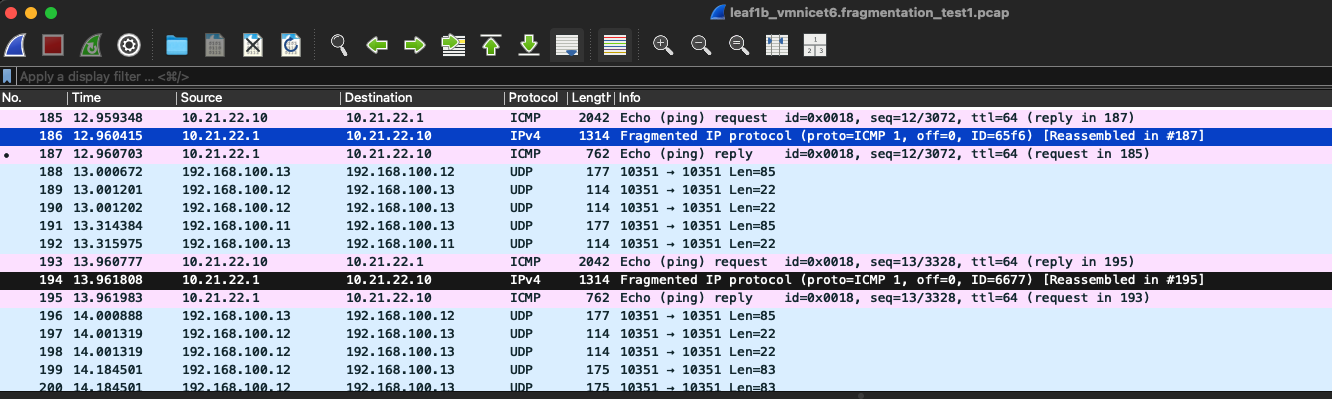 leaf1b_vmnicet6.fragmentation_test1.pcap
Apply a display filter ... <⌘/>
No. Time Source Destination Protocol Length Info
185 12.959348 10.21.22.10 10.21.22.1 ICMP 2042 Echo (ping) request id=0x0018, seq=12/3072, ttl=64 (reply in 187)
186 12.960415 10.21.22.1 10.21.22.10 IPv4 1314 Fragmented IP protocol (proto=ICMP 1, off=0, ID=65f6) [Reassembled in #187]
187 12.960703 10.21.22.1 10.21.22.10 ICMP 762 Echo (ping) reply id=0x0018, seq=12/3072, ttl=64 (request in 185)
188 13.000672 192.168.100.13 192.168.100.12 UDP 177 10351 → 10351 Len=85
189 13.001201 192.168.100.12 192.168.100.13 UDP 114 10351 → 10351 Len=22
190 13.001202 192.168.100.12 192.168.100.13 UDP 114 10351 → 10351 Len=22
191 13.314384 192.168.100.11 192.168.100.13 UDP 177 10351 → 10351 Len=85
192 13.315975 192.168.100.13 192.168.100.11 UDP 114 10351 → 10351 Len=22
193 13.960777 10.21.22.10 10.21.22.1 ICMP 2042 Echo (ping) request id=0x0018, seq=13/3328, ttl=64 (reply in 195)
194 13.961808 10.21.22.1 10.21.22.10 IPv4 1314 Fragmented IP protocol (proto=ICMP 1, off=0, ID=6677) [Reassembled in #195]
195 13.961983 10.21.22.1 10.21.22.10 ICMP 762 Echo (ping) reply id=0x0018, seq=13/3328, ttl=64 (request in 193)
196 14.000888 192.168.100.13 192.168.100.12 UDP 177 10351 → 10351 Len=85
197 14.001319 192.168.100.12 192.168.100.13 UDP 114 10351 → 10351 Len=22
198 14.001319 192.168.100.12 192.168.100.13 UDP 114 10351 → 10351 Len=22
199 14.184501 192.168.100.12 192.168.100.13 UDP 175 10351 → 10351 Len=83
200 14.184501 192.168.100.12 192.168.100.13 UDP 175 10351 → 10351 Len=83